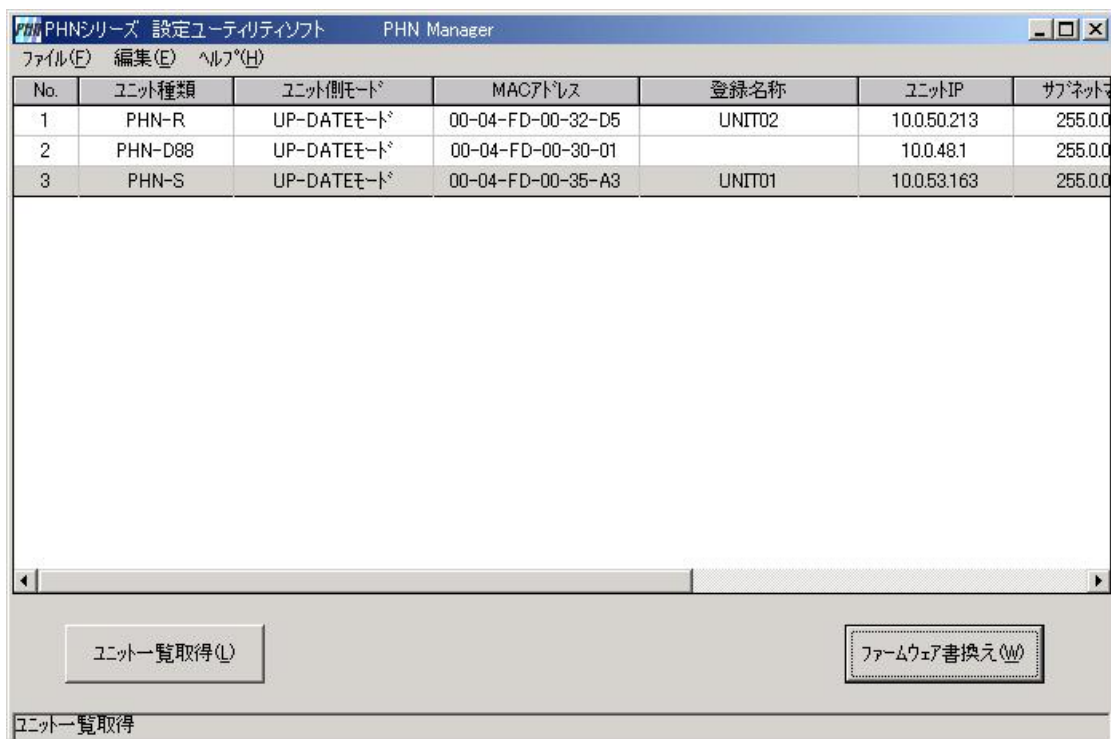 PHN PHNシリーズ 設定ユーティリティソフト PHN Manager
ファイル(F) 編集(E) ヘルプ(H)
No. ユニット種類 ユニット側モード MACアドレス 登録名称 ユニットIP サブネットマ
1 PHN-R UP-DATEモード 00-04-FD-00-32-D5 UNIT02 10.0.50.213 255.0.0
2 PHN-D88 UP-DATEモード 00-04-FD-00-30-01 10.0.48.1 255.0.0
3 PHN-S UP-DATEモード 00-04-FD-00-35-A3 UNIT01 10.0.53.163 255.0.0
ユニット一覧取得(L) ファームウェア書換え(W)
ユニット一覧取得